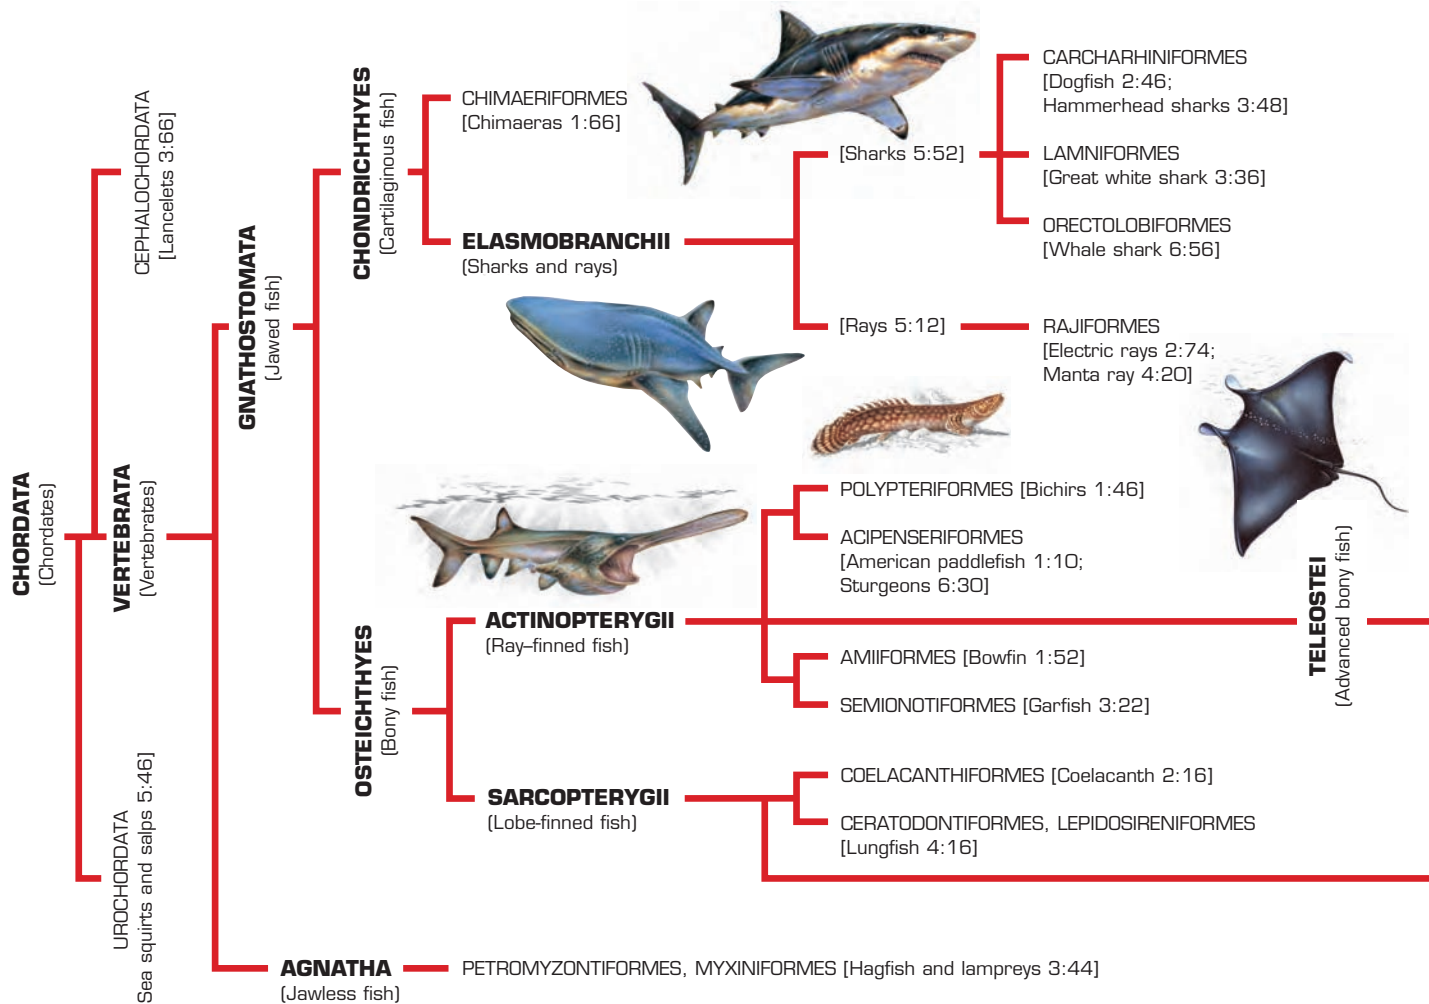 CHORDATA
(Chordates)
CEPHALOCHORDATA
[Lancelets 3:66]
VERTEBRATA
(Vertebrates)
UROCHORDATA
Sea squirts and salps 5:46]
GNATHOSTOMATA
(Jawed fish)
AGNATHA
(Jawless fish)
PETROMYZONTIFORMES, MYXINIFORMES [Hagfish and lampreys 3:44]
CHONDRICHTHYES
(Cartilaginous fish)
OSTEICHTHYES
(Bony fish)
CHIMAERIFORMES
[Chimaeras 1:66]
ELASMOBRANCHII
(Sharks and rays)
[Sharks 5:52]
CARCHARHINIFORMES
[Dogfish 2:46;
Hammerhead sharks 3:48]
LAMNIFORMES
[Great white shark 3:36]
ORECTOLOBIFORMES
[Whale shark 6:56]
[Rays 5:12]
RAJIFORMES
[Electric rays 2:74;
Manta ray 4:20]
ACTINOPTERYGII
(Ray–finned fish)
POLYPTERIFORMES [Bichirs 1:46]
ACIPENSERIFORMES
[American paddlefish 1:10;
Sturgeons 6:30]
TELEOSTEI
(Advanced bony fish)
AMIIFORMES [Bowfin 1:52]
SEMIONOTIFORMES [Garfish 3:22]
SARCOPTERYGII
(Lobe-finned fish)
COELACANTHIFORMES [Coelacanth 2:16]
CERATODONTIFORMES, LEPIDOSIRENIFORMES
[Lungfish 4:16]